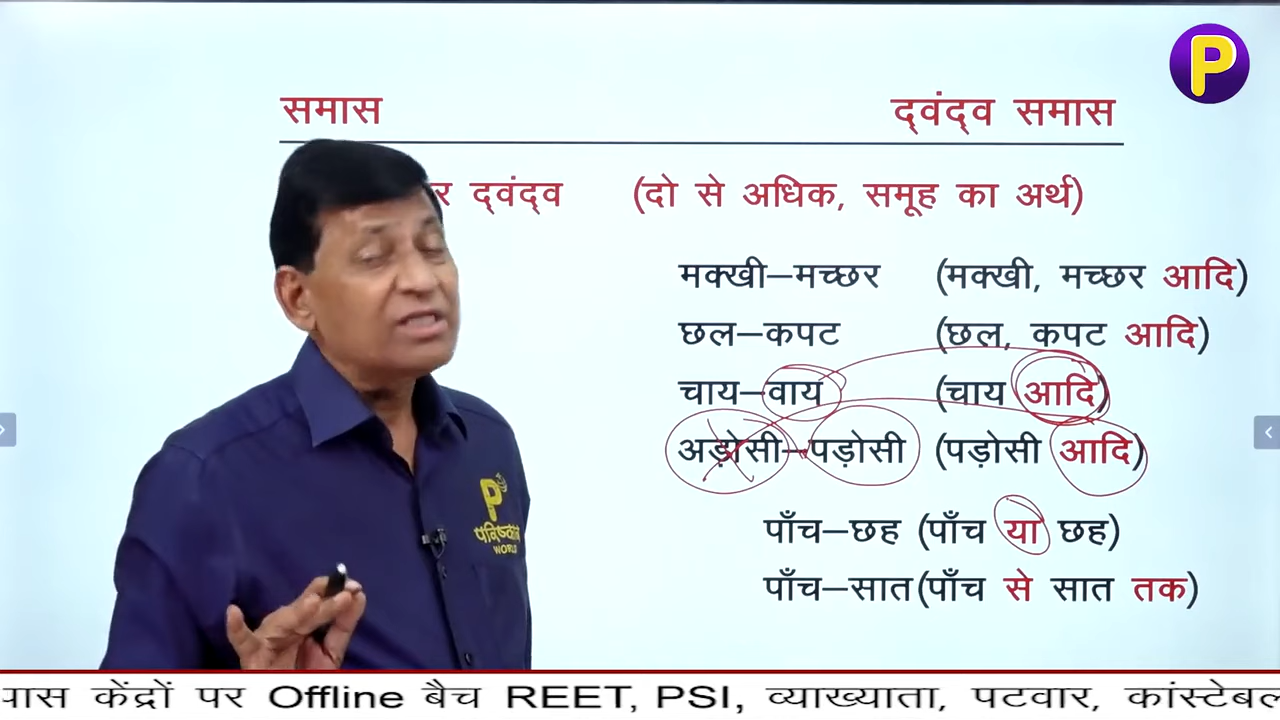 P
समास द्वंद्व समास
र द्वंद्व (दो से अधिक, समूह का अर्थ)
मक्खी–मच्छर (मक्खी, मच्छर आदि)
छल–कपट (छल, कपट आदि)
चाय–वाय (चाय आदि)
अड़ोसी–पड़ोसी (पड़ोसी आदि)
पाँच–छह (पाँच या छह)
पाँच–सात (पाँच से सात तक)
WORLD
पास केंद्रों पर Offline बैच REET, PSI, व्याख्याता, पटवार, कांस्टेबल